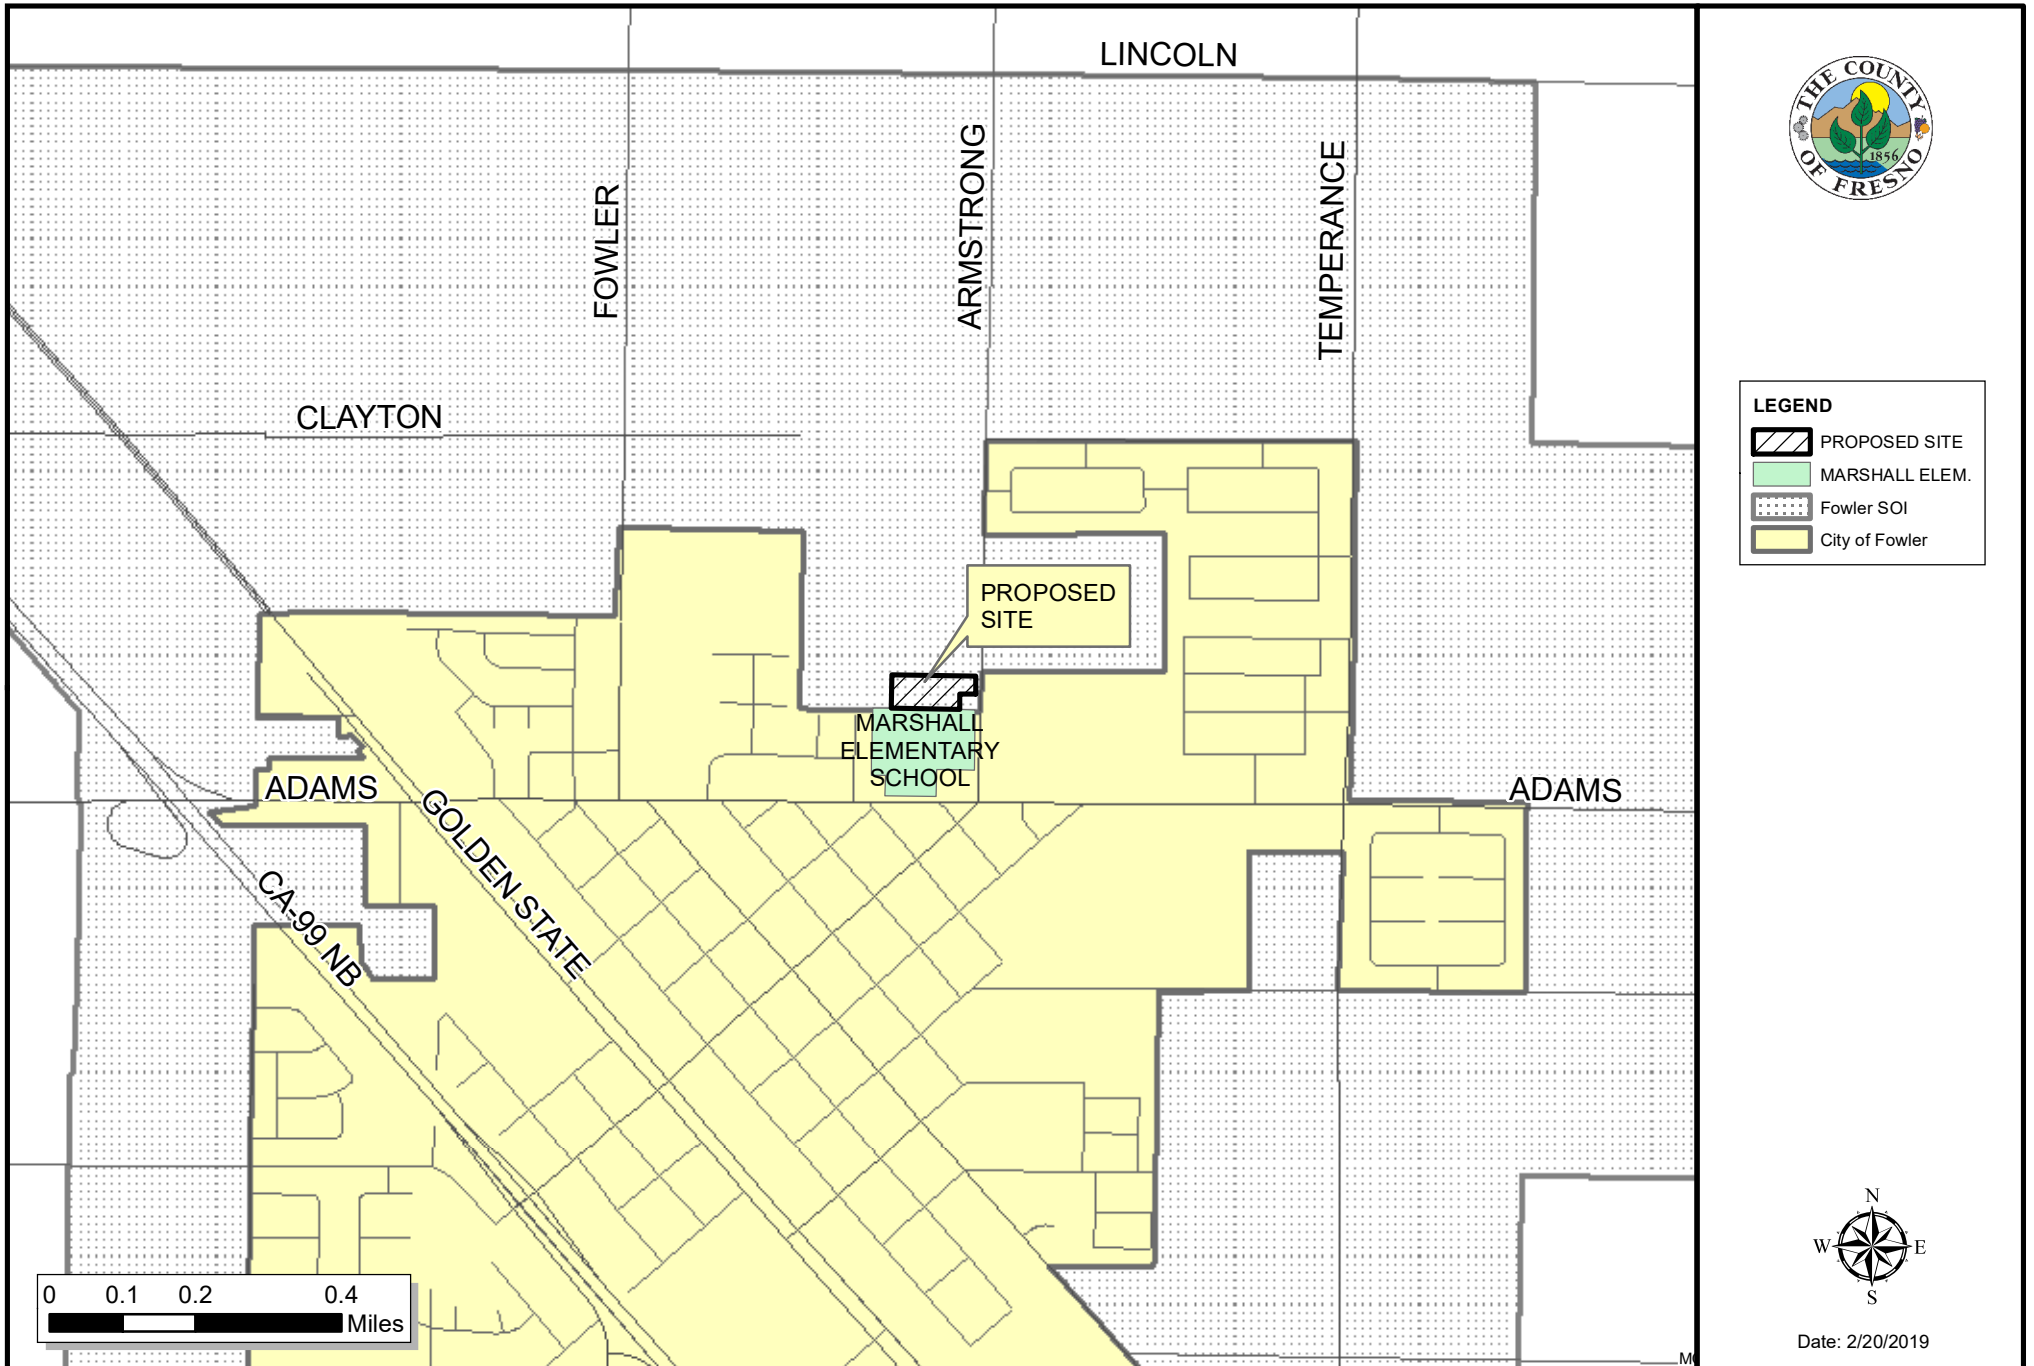 LINCOLN
FOWLER
ARMSTRONG
TEMPERANCE
CLAYTON
PROPOSED
SITE
MARSHALL
ELEMENTARY
SCHOOL
ADAMS
ADAMS
GOLDEN STATE
CA-99 NB
0 0.1 0.2 0.4
Miles
THE COUNTY
OF FRESNO
1856
LEGEND
PROPOSED SITE
MARSHALL ELEM.
Fowler SOI
City of Fowler
N
W E
S
Date: 2/20/2019